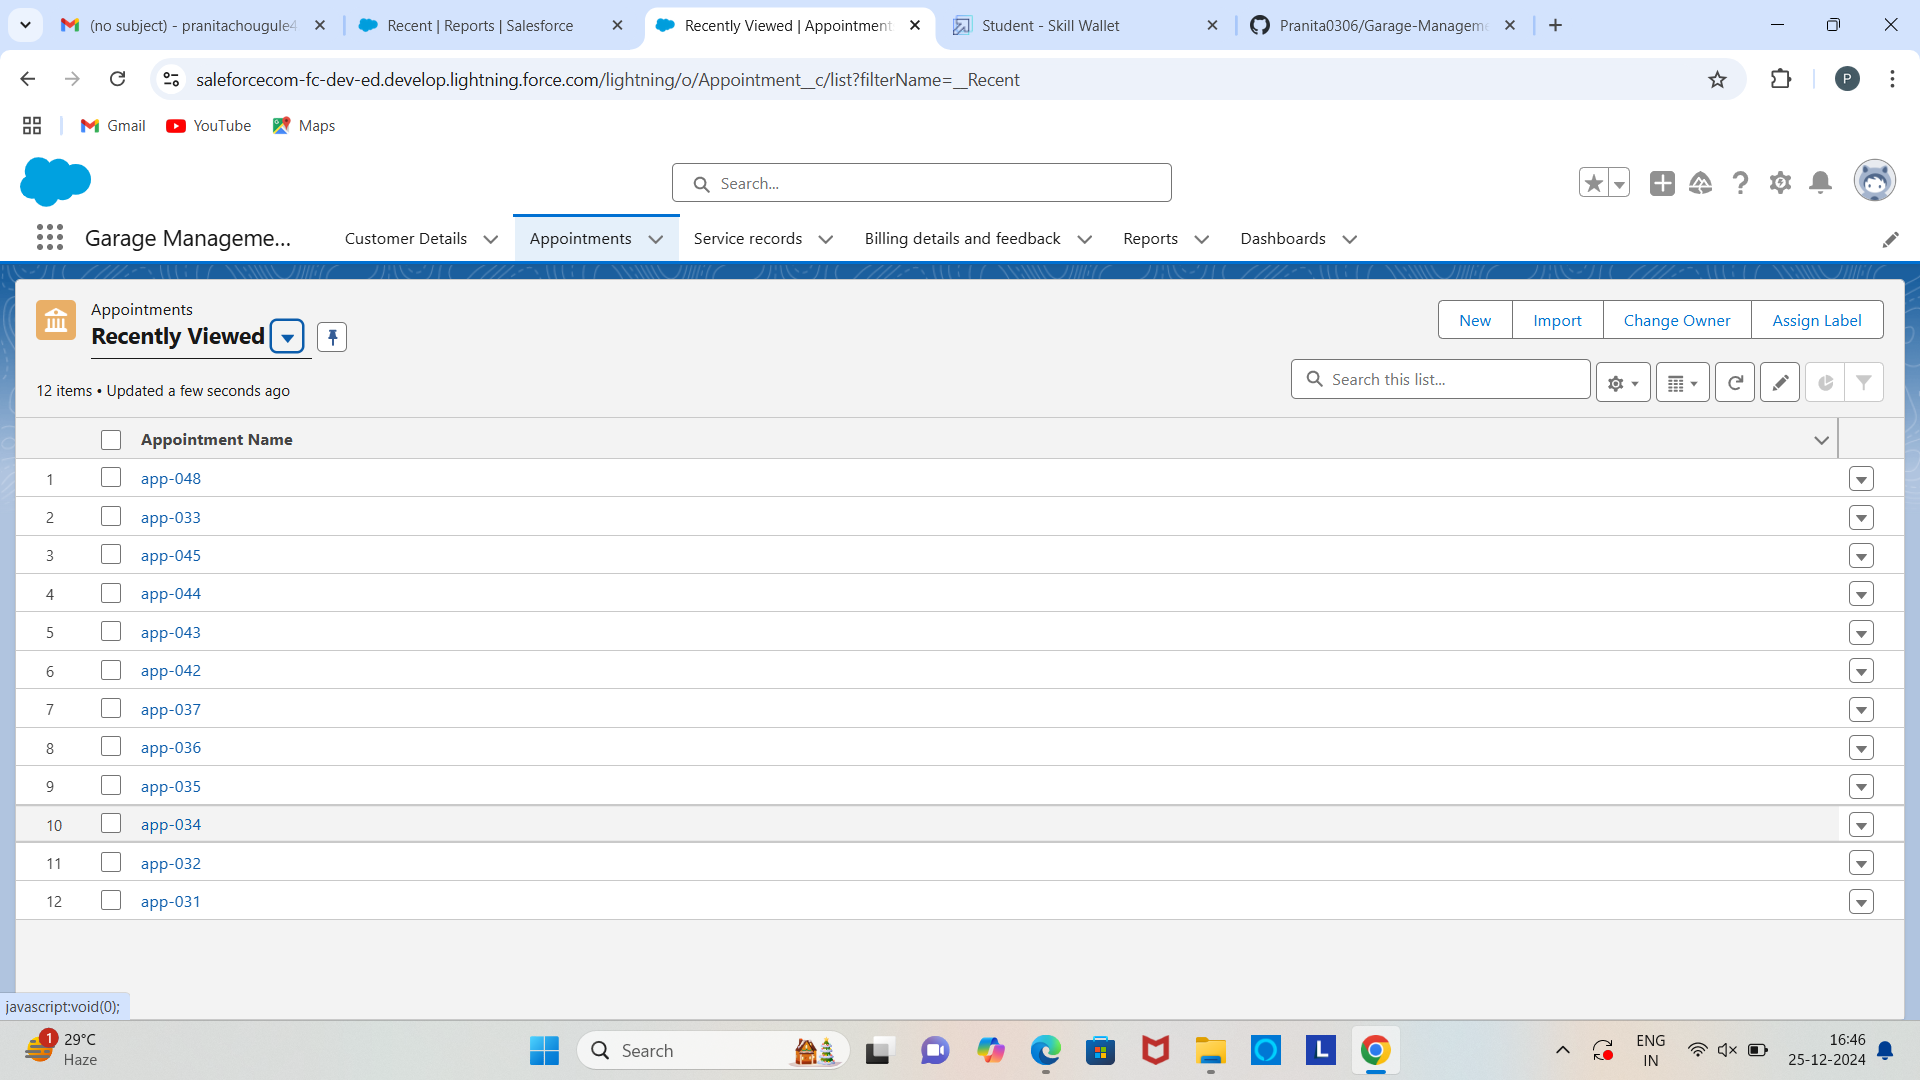 (no subject) - pranitachougule4
Recent | Reports | Salesforce
Recently Viewed | Appointment
Student - Skill Wallet
Pranita0306/Garage-Managem
saleforcecom-fc-dev-ed.develop.lightning.force.com/lightning/o/Appointment__c/list?filterName=__Recent
P
Gmail
YouTube
Maps
Search...
Garage Manageme...
Customer Details
Appointments
Service records
Billing details and feedback
Reports
Dashboards
Appointments
Recently Viewed
New
Import
Change Owner
Assign Label
12 items • Updated a few seconds ago
Search this list...
Appointment Name
1 app-048
2 app-033
3 app-045
4 app-044
5 app-043
6 app-042
7 app-037
8 app-036
9 app-035
10 app-034
11 app-032
12 app-031
javascript:void(0);
1
29°C
Haze
Search
L
ENG
IN
16:46
25-12-2024